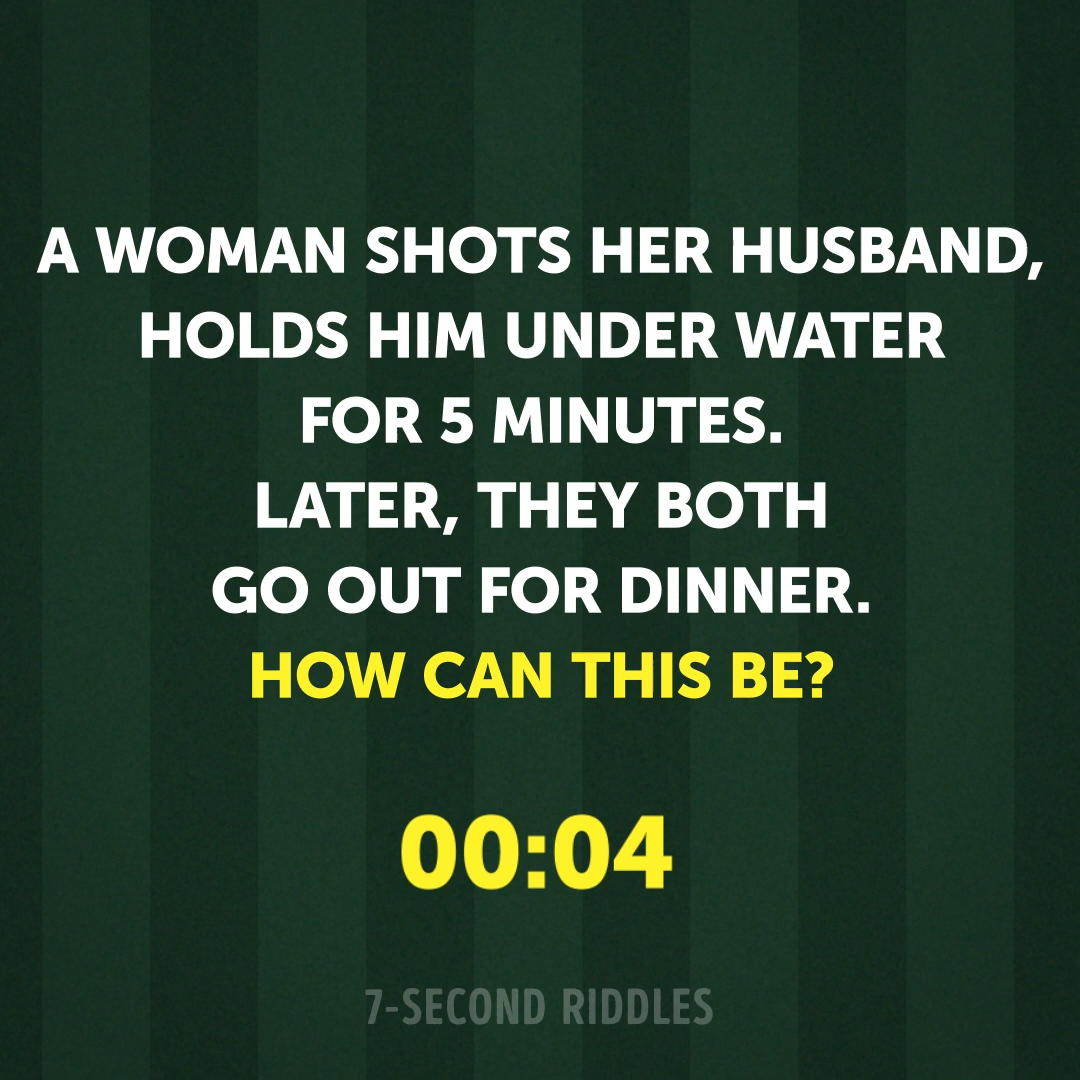 A WOMAN SHOTS HER HUSBAND,
HOLDS HIM UNDER WATER
FOR 5 MINUTES.
LATER, THEY BOTH
GO OUT FOR DINNER.
HOW CAN THIS BE?
00:04
7-SECOND RIDDLES